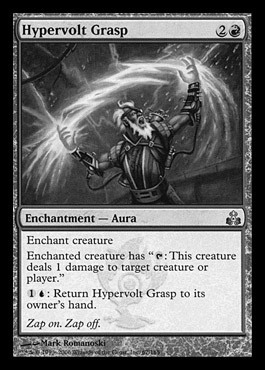 Hypervolt Grasp 2
Enchantment — Aura
Enchant creature
Enchanted creature has “: This creature
deals 1 damage to target creature or
player.”
1 : Return Hypervolt Grasp to its
owner's hand.
Zap on. Zap off.
Mark Romanoski